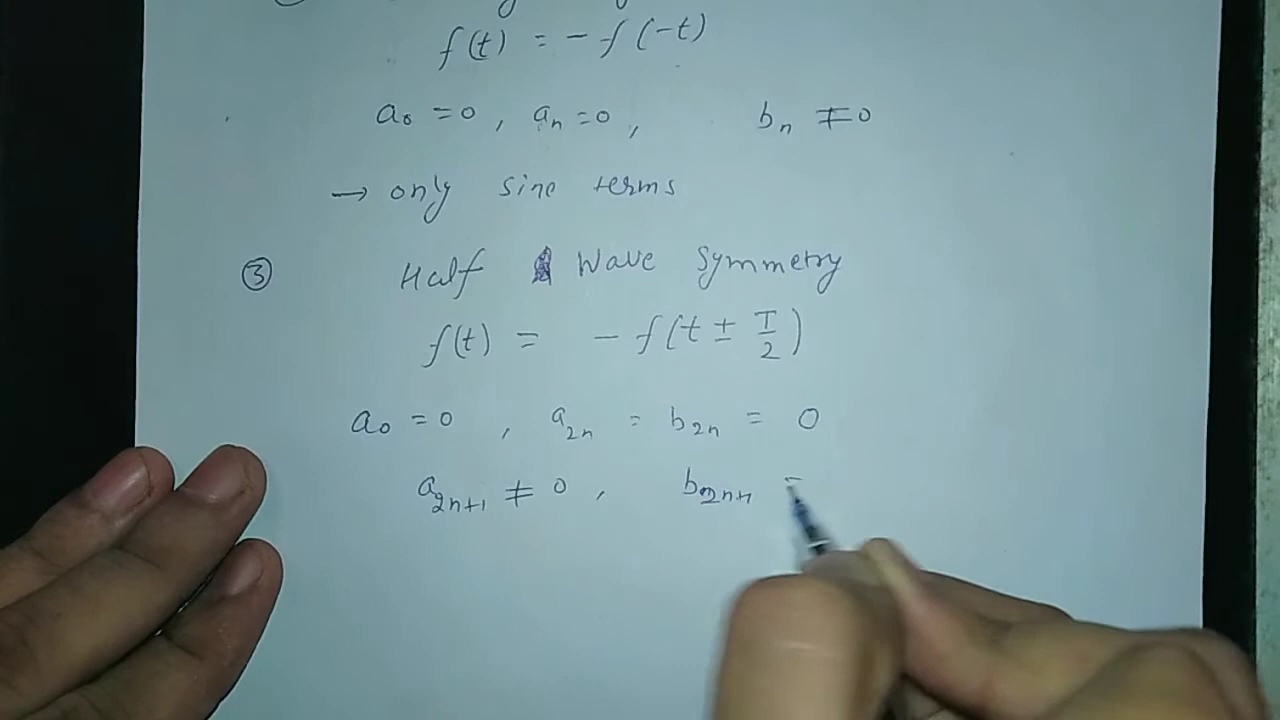 f(t) = - f(-t)
a₀ = 0, aₙ = 0, bₙ ≠ 0
→ only sine terms
③ Half Wave Symmetry
f(t) = - f(t ± T/2)
a₀ = 0, a₂ₙ = b₂ₙ = 0
a₂ₙ₊₁ ≠ 0, b₂ₙ₊₁ -